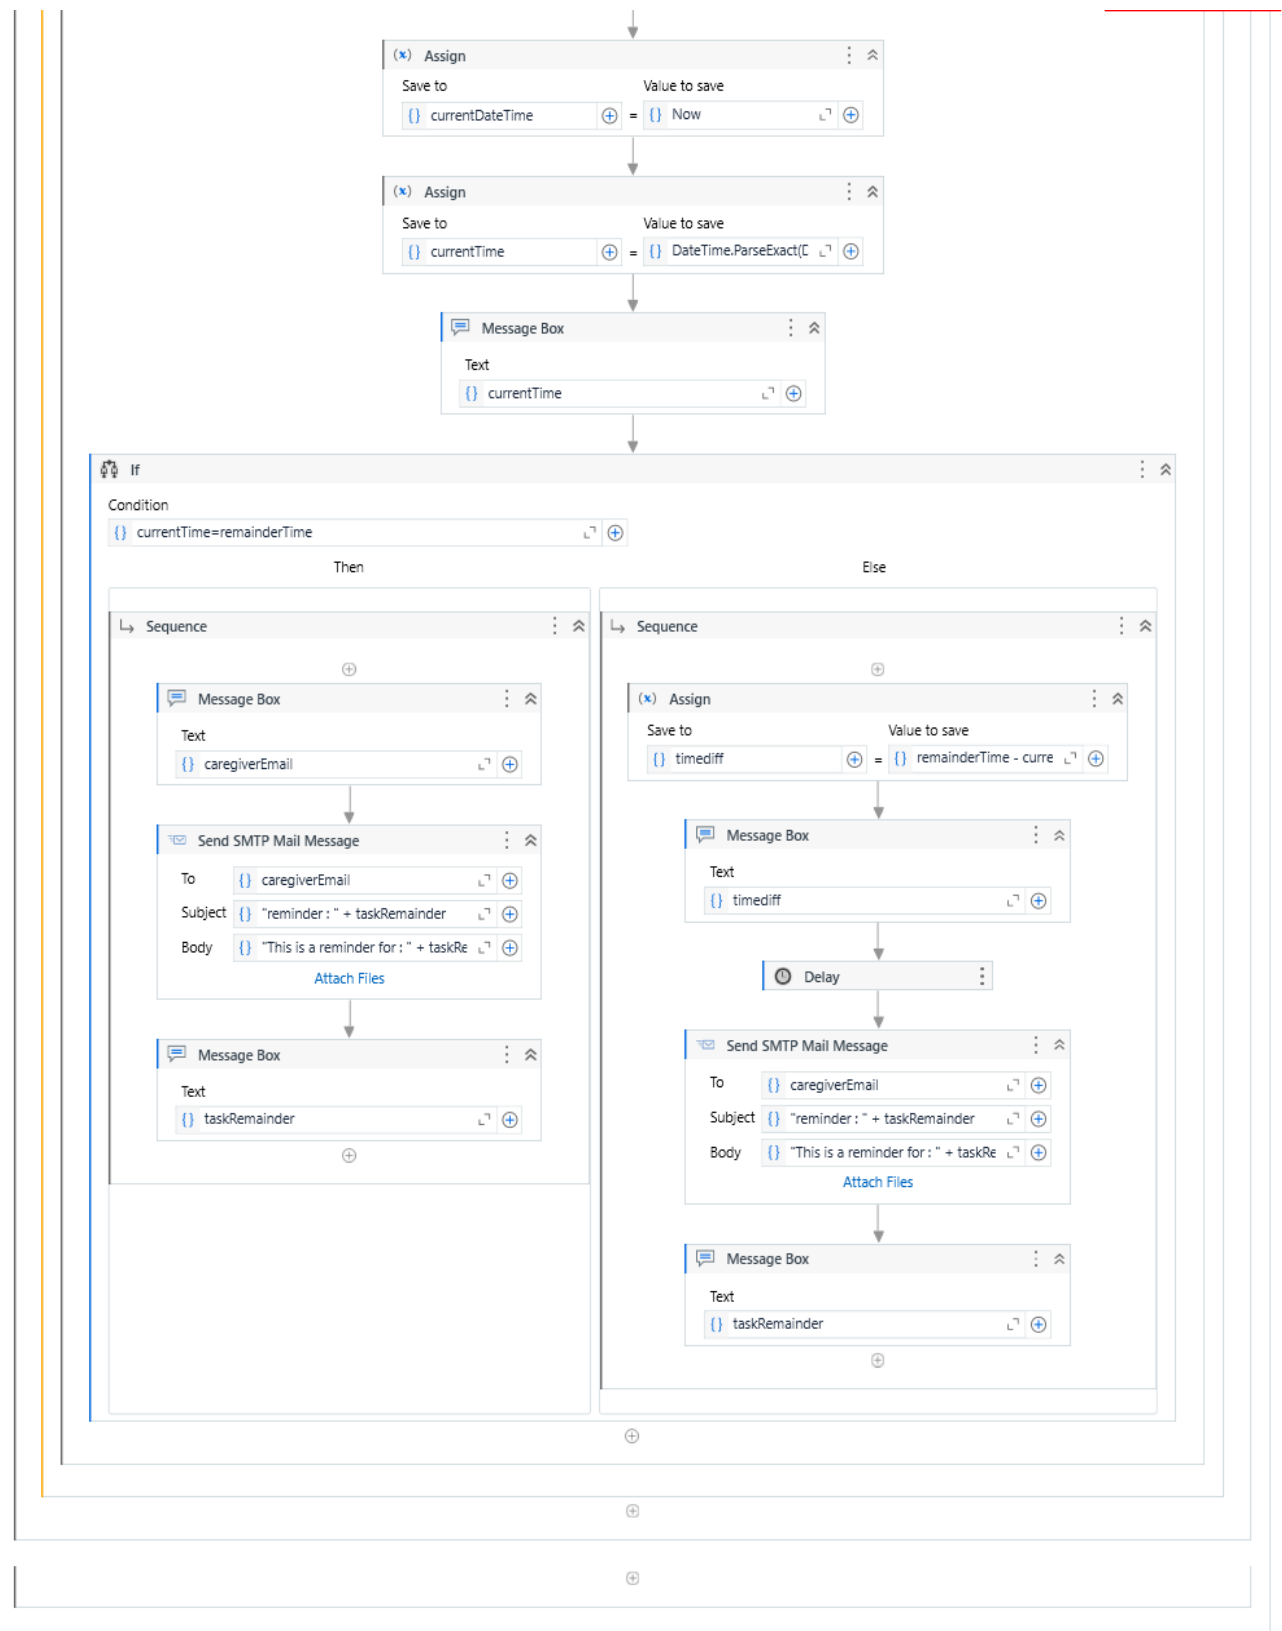 Assign
Save to Value to save
currentDateTime = Now
Assign
Save to Value to save
currentTime = DateTime.ParseExact(D
Message Box
Text
currentTime
If
Condition
currentTime=remainderTime
Then Else
Sequence
Message Box
Text
caregiverEmail
Send SMTP Mail Message
To caregiverEmail
Subject "reminder : " + taskRemainder
Body "This is a reminder for : " + taskRe
Attach Files
Message Box
Text
taskRemainder
Sequence
Assign
Save to Value to save
timediff = remainderTime - curre
Message Box
Text
timediff
Delay
Send SMTP Mail Message
To caregiverEmail
Subject "reminder : " + taskRemainder
Body "This is a reminder for : " + taskRe
Attach Files
Message Box
Text
taskRemainder